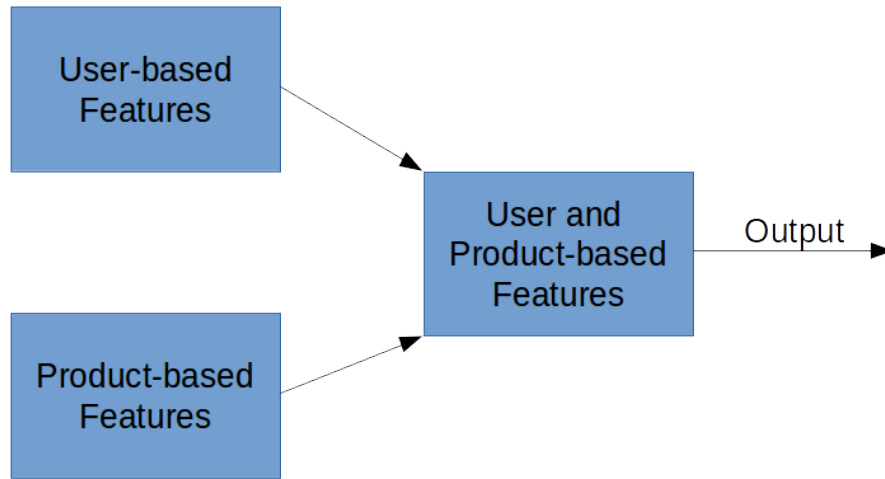 User-based
Features
User and
Product-based
Features
Output
Product-based
Features